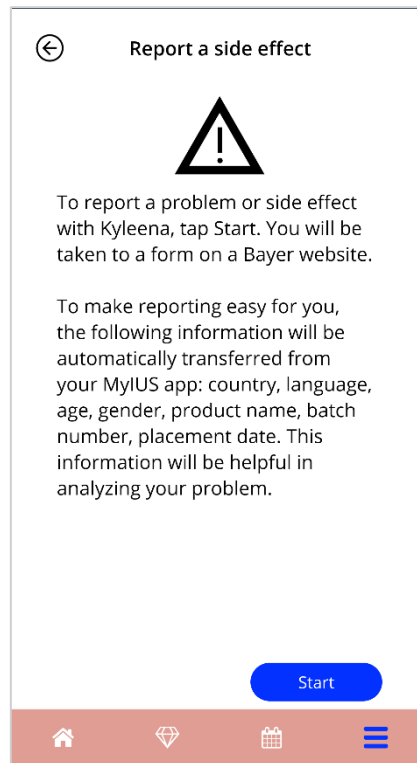 Report a side effect
To report a problem or side effect
with Kyleena, tap Start. You will be
taken to a form on a Bayer website.
To make reporting easy for you,
the following information will be
automatically transferred from
your MyIUS app: country, language,
age, gender, product name, batch
number, placement date. This
information will be helpful in
analyzing your problem.
Start